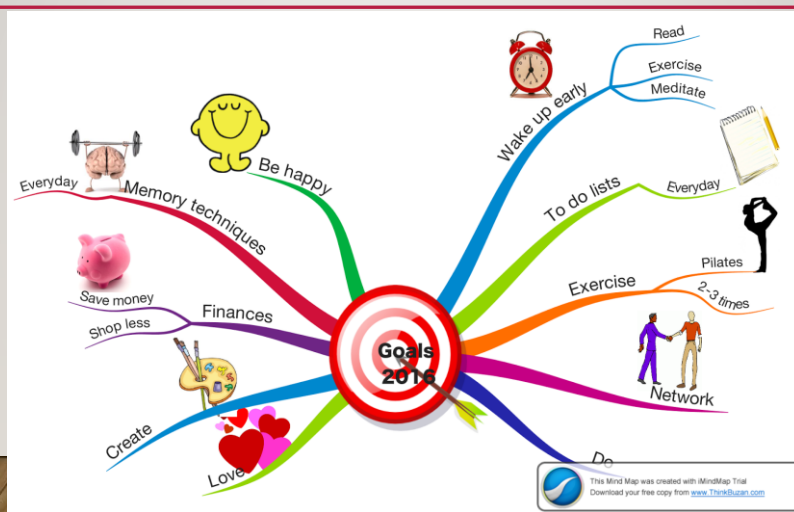 Goals
2016
Wake up early
Read
Exercise
Meditate
To do lists
Everyday
Exercise
Pilates
2-3 times
Network
Do
Love
Create
Finances
Save money
Shop less
Memory techniques
Everyday
Be happy
This Mind Map was created with iMindMap Trial
Download your free copy from www.ThinkBuzan.com